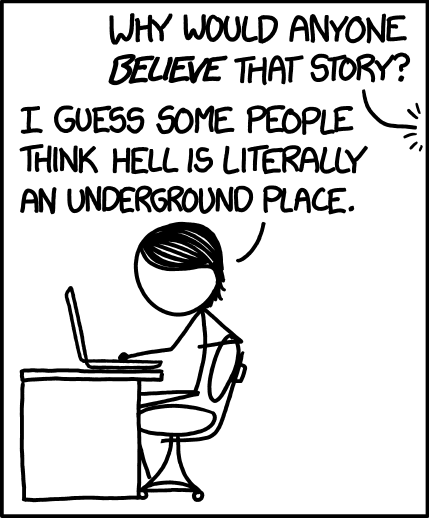 WHY WOULD ANYONE
BELIEVE THAT STORY?
I GUESS SOME PEOPLE
THINK HELL IS LITERALLY
AN UNDERGROUND PLACE.